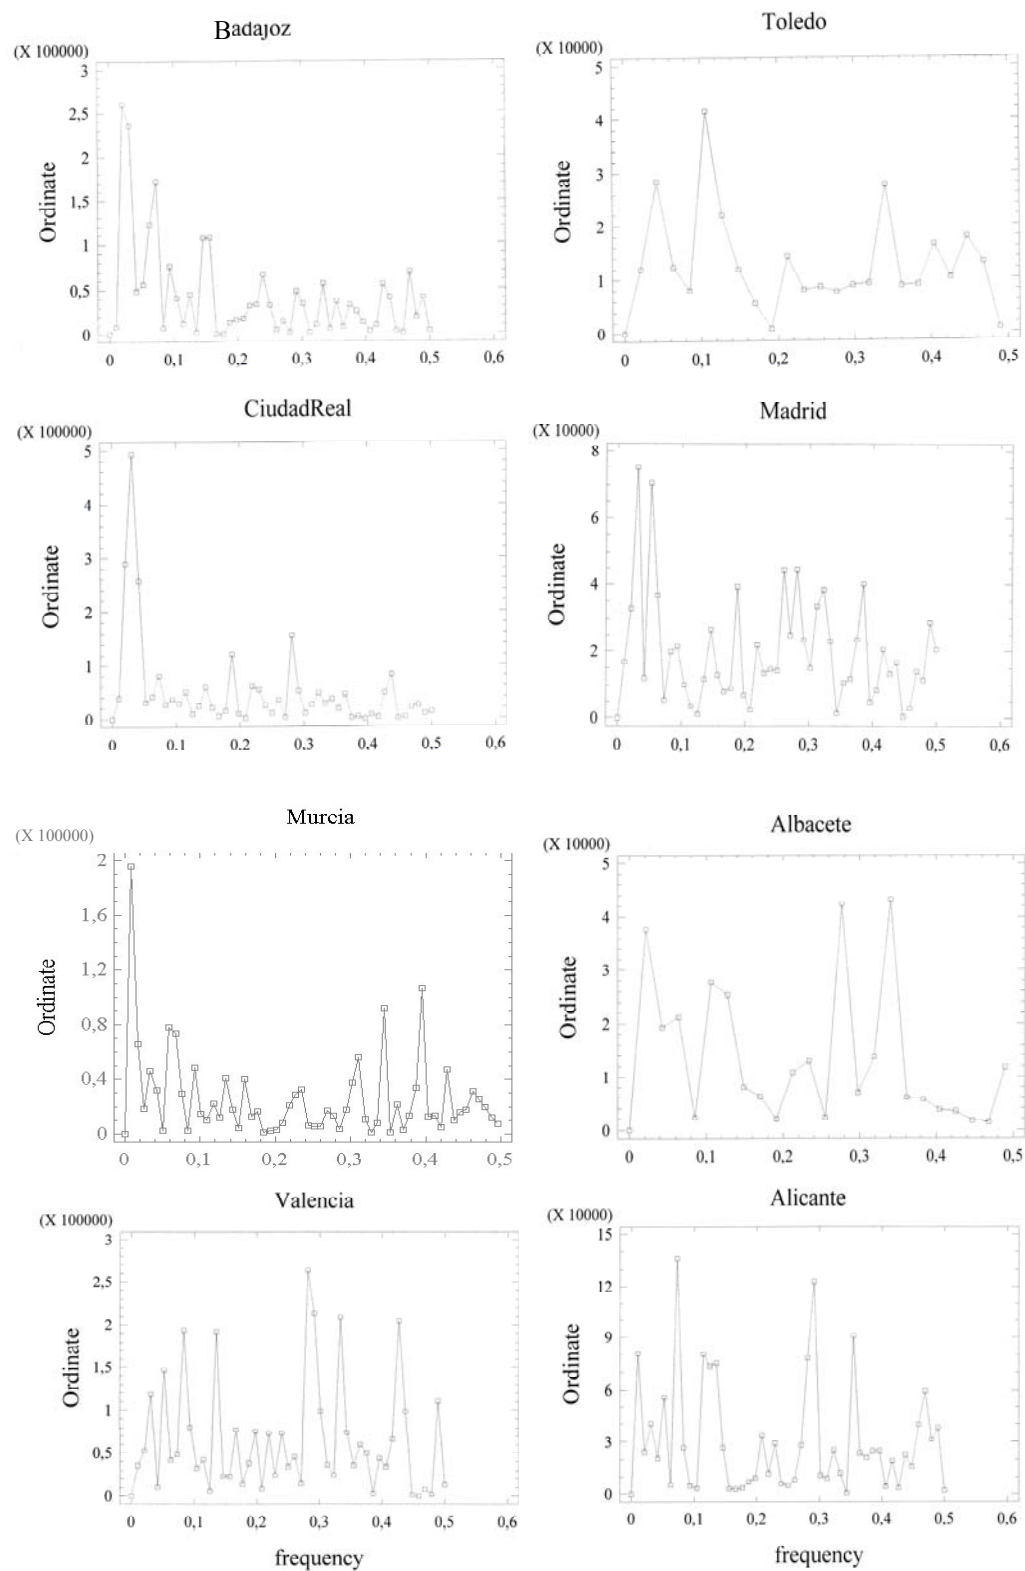 Badajoz
(X 100000)
3
2,5
2
1,5
1
0,5
0
Ordinate
0 0,1 0,2 0,3 0,4 0,5 0,6
Toledo
(X 10000)
5
4
3
2
1
0
Ordinate
0 0,1 0,2 0,3 0,4 0,5
CiudadReal
(X 100000)
5
4
3
2
1
0
Ordinate
0 0.1 0,2 0,3 0,4 0,5 0,6
Madrid
(X 10000)
8
6
4
2
0
Ordinate
0 0,1 0,2 0,3 0,4 0,5 0,6
Murcia
(X 100000)
2
1,6
1,2
0,8
0,4
0
Ordinate
0 0,1 0,2 0,3 0,4 0,5
Albacete
(X 10000)
5
4
3
2
1
0
Ordinate
0 0,1 0,2 0,3 0,4 0,5
Valencia
(X 100000)
3
2,5
2
1,5
1
0,5
0
Ordinate
0 0,1 0,2 0,3 0,4 0,5 0,6
frequency
Alicante
(X 10000)
15
12
9
6
3
0
Ordinate
0 0,1 0,2 0,3 0,4 0,5 0,6
frequency